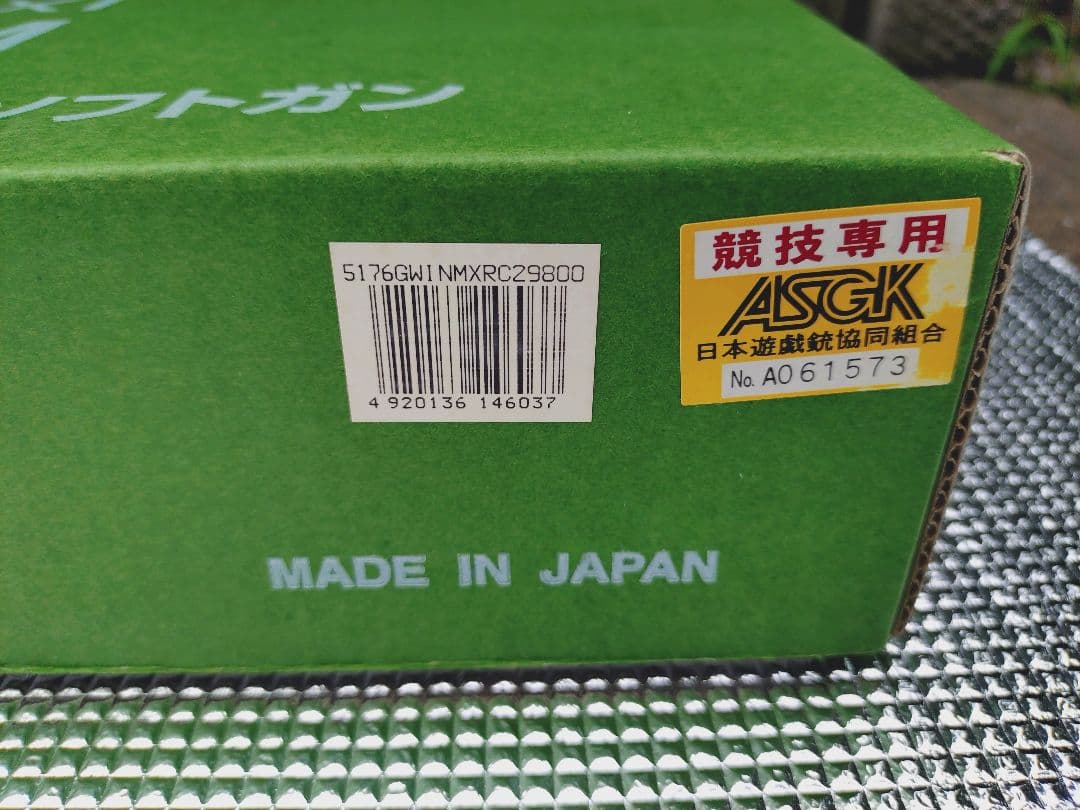 ソフトガン
5176GWINMXRC29800
4 920136 146037
競技専用
ASGK
日本遊戯銃協同組合
No. A061573
MADE IN JAPAN